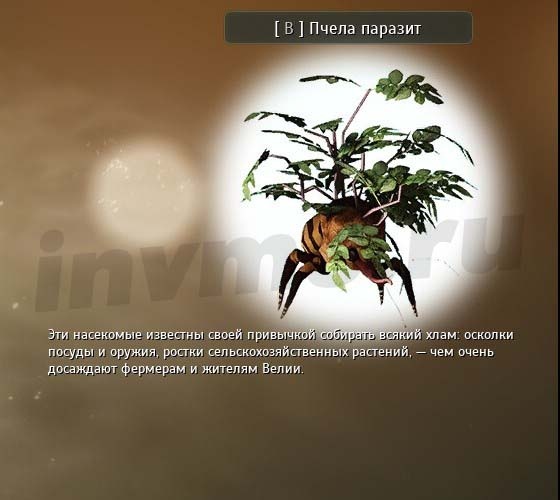 [ B ] Пчела паразит
Эти насекомые известны своей привычкой собирать всякий хлам: осколки
посуды и оружия, ростки сельскохозяйственных растений, — чем очень
досаждают фермерам и жителям Велии.